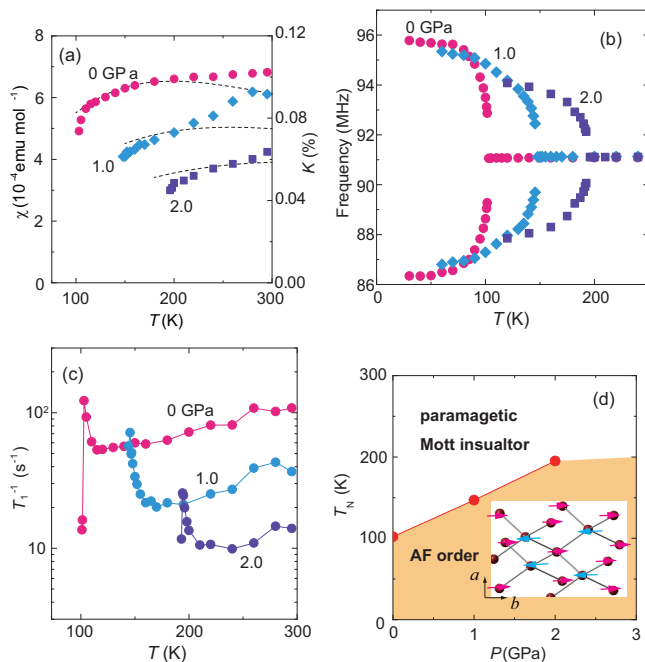 (a)
0 GPa
1.0
2.0
χ (10⁻⁴emu mol⁻¹)
8
6
4
2
0
0.12
0.08
0.04
0.00
K (%)
100
200
300
T (K)
(b)
0 GPa
1.0
2.0
Frequency (MHz)
96
94
92
90
88
86
0
100
200
T (K)
(c)
0 GPa
1.0
2.0
T₁⁻¹ (s⁻¹)
10²
10
100
150
200
250
300
T (K)
(d)
paramagetic
Mott insualtor
AF order
a
b
T_N (K)
300
200
100
0
0
1
2
3
P(GPa)